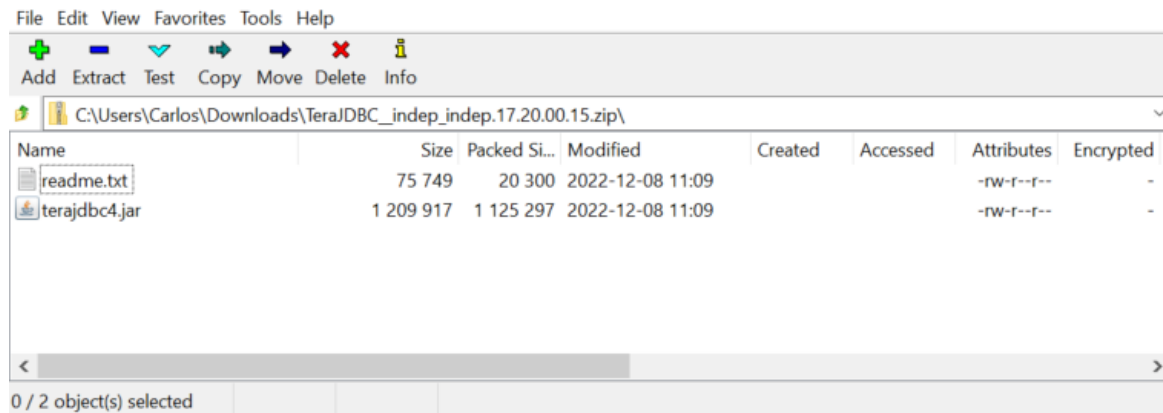 File Edit View Favorites Tools Help
Add Extract Test Copy Move Delete Info
C:\Users\Carlos\Downloads\TeraJDBC__indep_indep.17.20.00.15.zip\
Name Size Packed Si... Modified Created Accessed Attributes Encrypted
readme.txt 75 749 20 300 2022-12-08 11:09 -rw-r--r-- -
terajdbc4.jar 1 209 917 1 125 297 2022-12-08 11:09 -rw-r--r-- -
0 / 2 object(s) selected